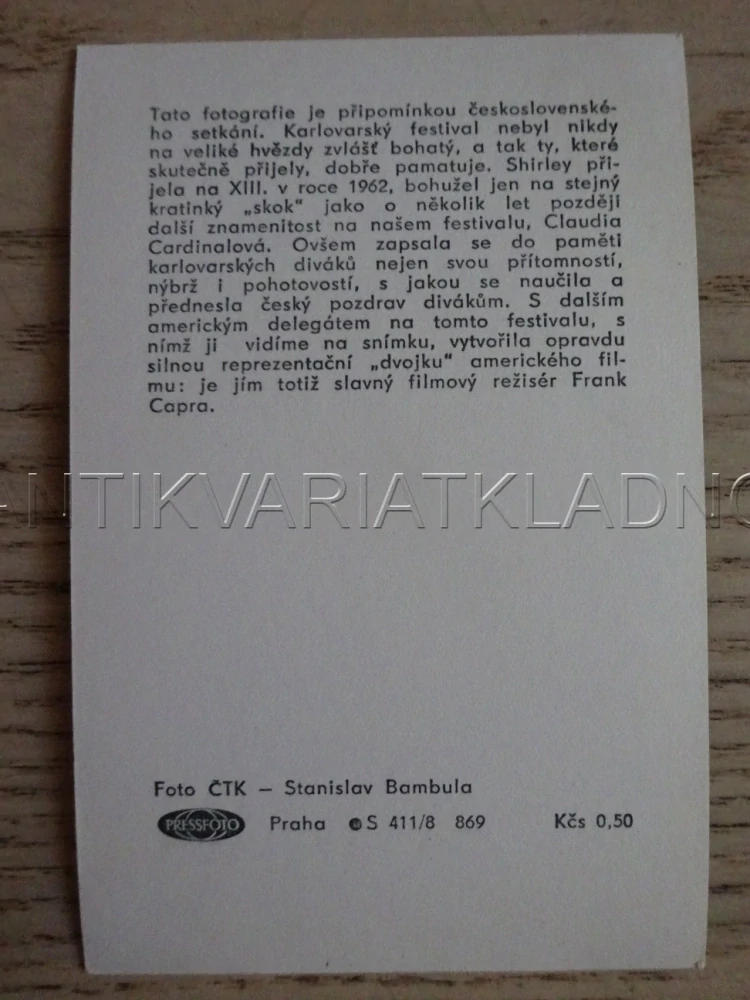 Tato fotografie je připomínkou československé-
ho setkání. Karlovarský festival nebyl nikdy
na veliké hvězdy zvlášť bohatý, a tak ty, které
skutečně přijely, dobře pamatuje. Shirley při-
jela na XIII. v roce 1962, bohužel jen na stejný
kratinký „skok“ jako o několik let později
další znamenitost na našem festivalu, Claudia
Cardinalová. Ovšem zapsala se do paměti
karlovarských diváků nejen svou přítomností,
nýbrž i pohotovostí, s jakou se naučila a
přednesla český pozdrav divákům. S dalším
americkým delegátem na tomto festivalu, s
nímž ji vidíme na snímku, vytvořila opravdu
silnou reprezentační „dvojku“ amerického fil-
mu: je jím totiž slavný filmový režisér Frank
Capra.
NTIKVARIATKLADNO
Foto ČTK – Stanislav Bambula
PRESSFOTO Praha S 411/8 869 Kčs 0,50